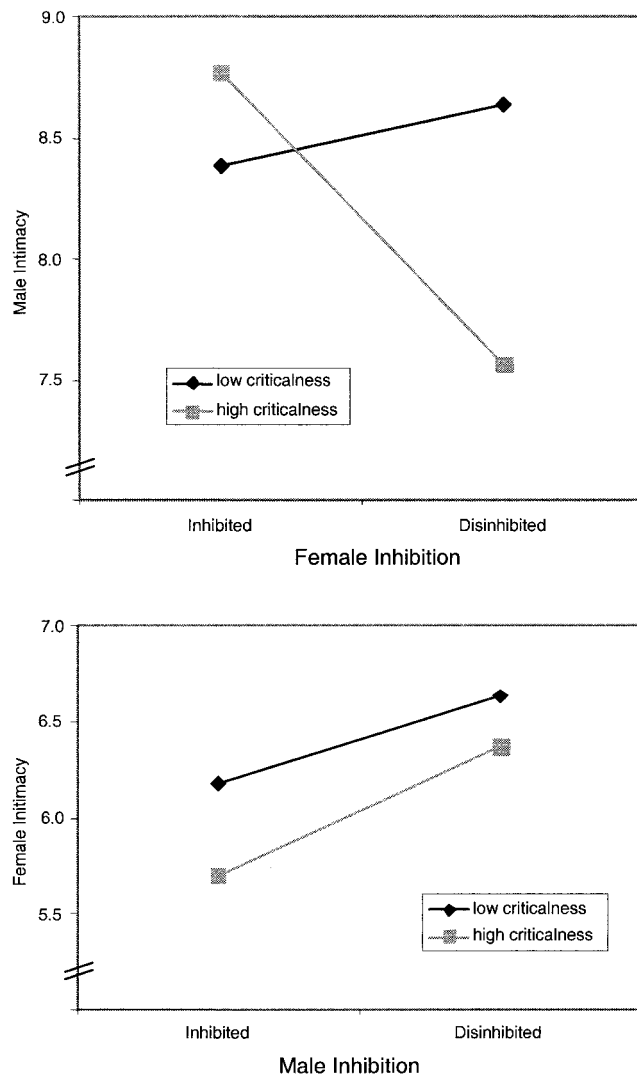 9.0
8.5
8.0
7.5
Male Intimacy
low criticalness
high criticalness
Inhibited Disinhibited
Female Inhibition
7.0
6.5
6.0
5.5
Female Initimacy
low criticalness
high criticalness
Inhibited Disinhibited
Male Inhibition